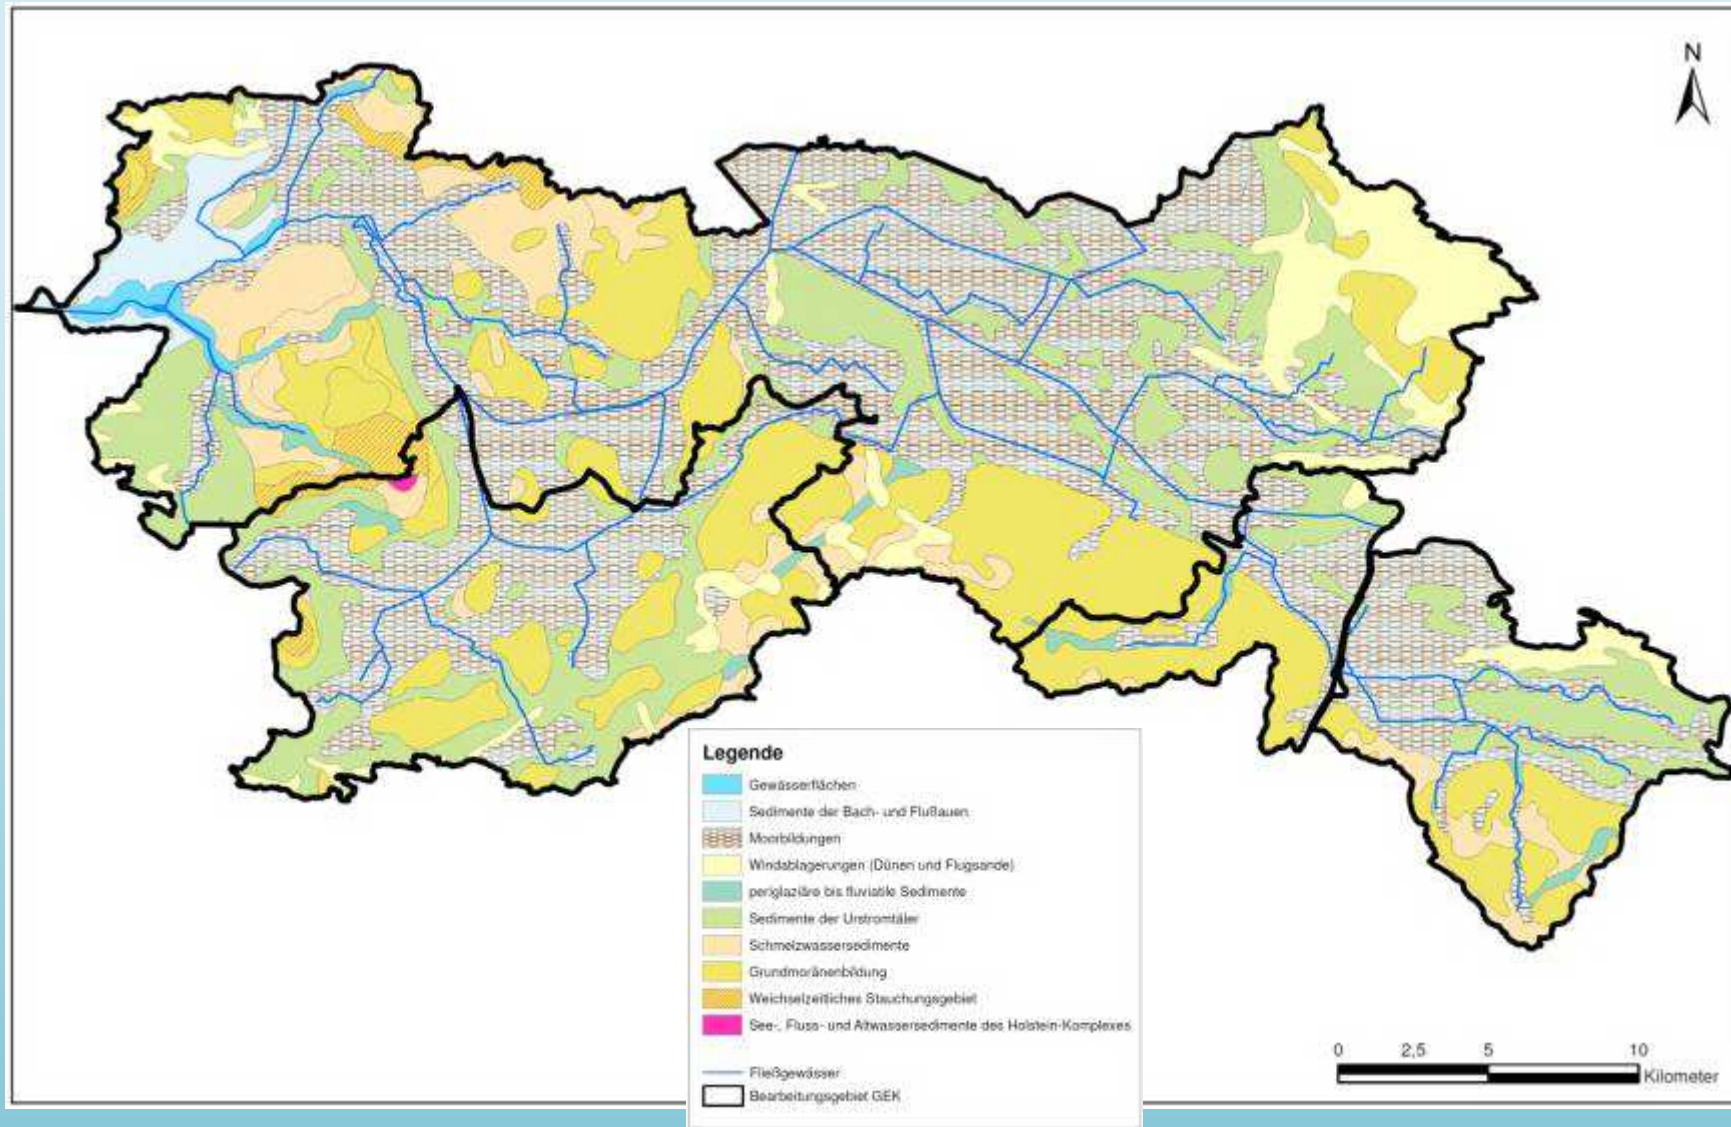 N
Legende
Gewässerflächen
Sedimente der Bach- und Flußauen
Moorbildungen
Windablagerungen (Dünen und Flugsande)
periglaziäre bis fluviatile Sedimente
Sedimente der Urstromtäler
Schmelzwassersedimente
Grundmoränenbildung
Weichselzeitliches Stauchungsgebiet
See-, Fluss- und Altwassersedimente des Holstein-Komplexes
Fließgewässer
Bearbeitungsgebiet GEK
0 2,5 5 10
Kilometer